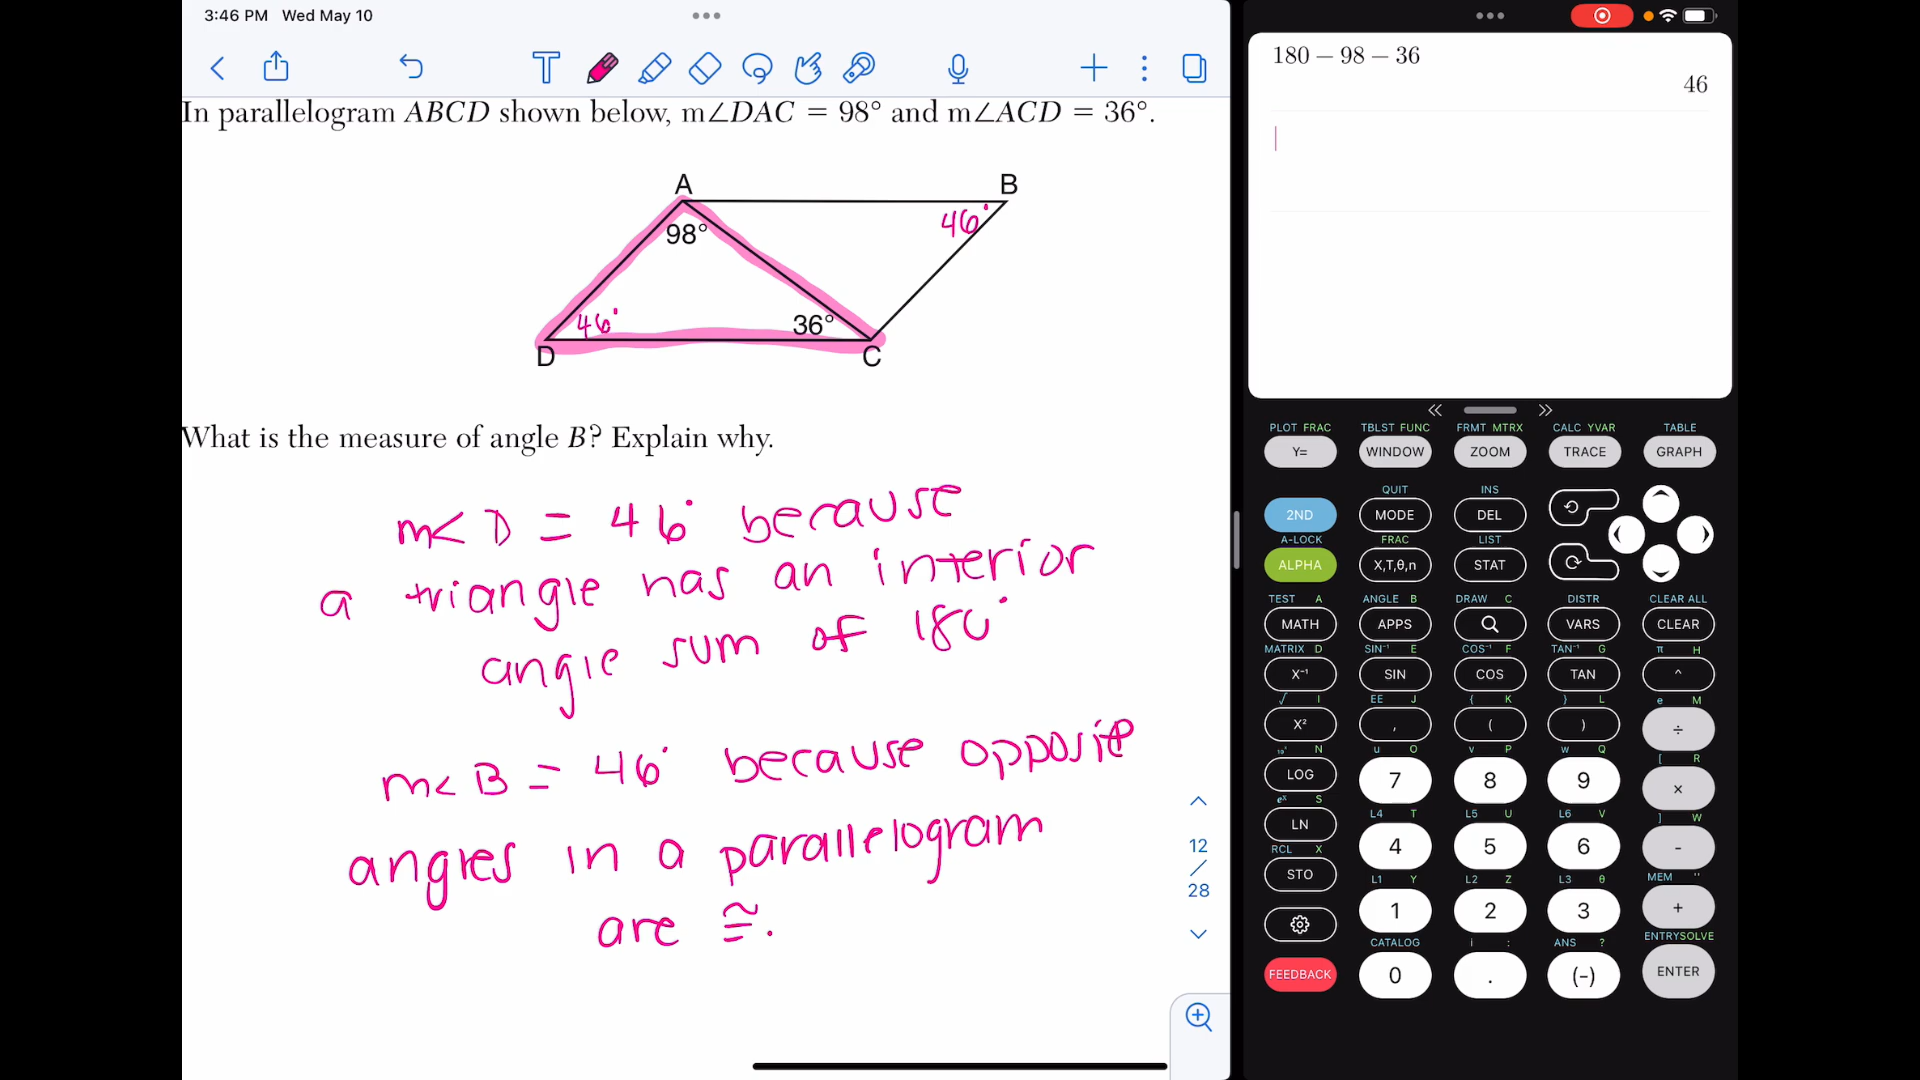 3:46 PM Wed May 10
In parallelogram ABCD shown below, m∠DAC = 98° and m∠ACD = 36°.
A
B
98°
46°
46°
36°
D
C
What is the measure of angle B? Explain why.
m< D = 46° because
a triangle has an interior
angle sum of 180°
m< B = 46° because opposite
angles in a parallelogram
are ≅.
12
/
28
180 – 98 – 36
46
PLOT FRAC TBLST FUNC FRMT MTRX CALC YVAR TABLE
Y= WINDOW ZOOM TRACE GRAPH
QUIT INS
2ND MODE DEL
A-LOCK FRAC LIST
ALPHA X,T,θ,n STAT
TEST A ANGLE B DRAW C DISTR CLEAR ALL
MATH APPS VARS CLEAR
MATRIX D SIN⁻¹ E COS⁻¹ F TAN⁻¹ G π H
X⁻¹ SIN COS TAN ^
√ I EE J { K } L e M
X² , ( ) ÷
10ˣ N u O v P w Q [ R
LOG 7 8 9 ×
eˣ S L4 T L5 U L6 V ] W
LN 4 5 6 -
RCL X L1 Y L2 Z L3 θ MEM "
STO 1 2 3 +
CATALOG i : ANS ? ENTRY SOLVE
FEEDBACK 0 . (-) ENTER